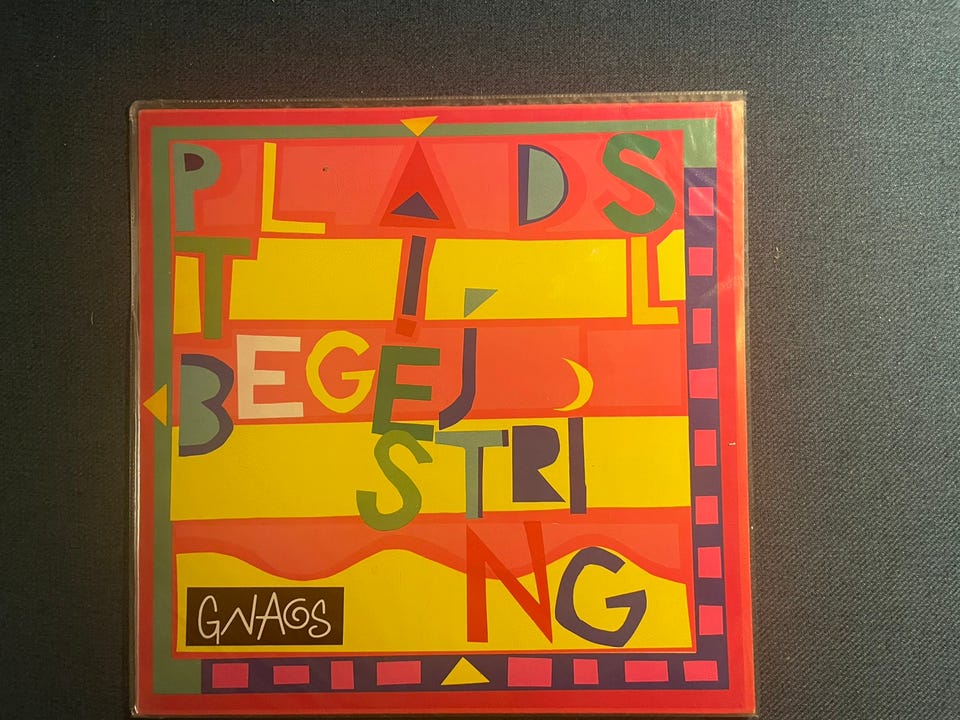 PLADS
TIL
BEGEJ
STRI
NG
GNAGS